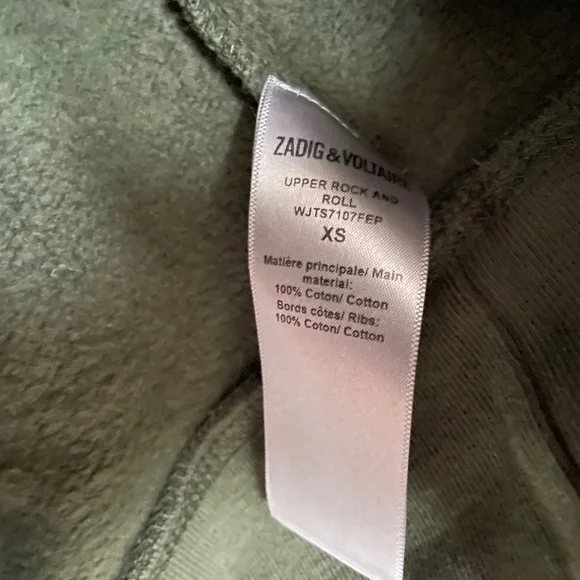 ZADIG&VOLTAIRE
UPPER ROCK AND
ROLL
WJTS7107FEP
XS
Matière principale/ Main
material:
100% Coton/ Cotton
Bords côtes/ Ribs:
100% Coton/ Cotton